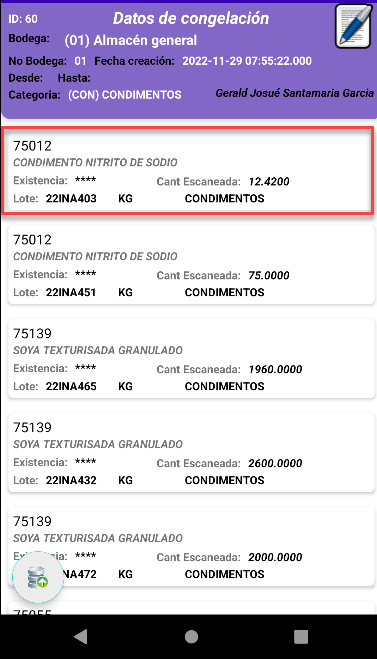 ID: 60 Datos de congelación
Bodega: (01) Almacén general
No Bodega: 01 Fecha creación: 2022-11-29 07:55:22.000
Desde: Hasta:
Categoria: (CON) CONDIMENTOS Gerald Josué Santamaria Garcia
75012
CONDIMENTO NITRITO DE SODIO
Existencia: **** Cant Escaneada: 12.4200
Lote: 22INA403 KG CONDIMENTOS
75012
CONDIMENTO NITRITO DE SODIO
Existencia: **** Cant Escaneada: 75.0000
Lote: 22INA451 KG CONDIMENTOS
75139
SOYA TEXTURISADA GRANULADO
Existencia: **** Cant Escaneada: 1960.0000
Lote: 22INA465 KG CONDIMENTOS
75139
SOYA TEXTURISADA GRANULADO
Existencia: **** Cant Escaneada: 2600.0000
Lote: 22INA432 KG CONDIMENTOS
75139
SOYA TEXTURISADA GRANULADO
**** Cant Escaneada: 2000.0000
NA472 KG CONDIMENTOS